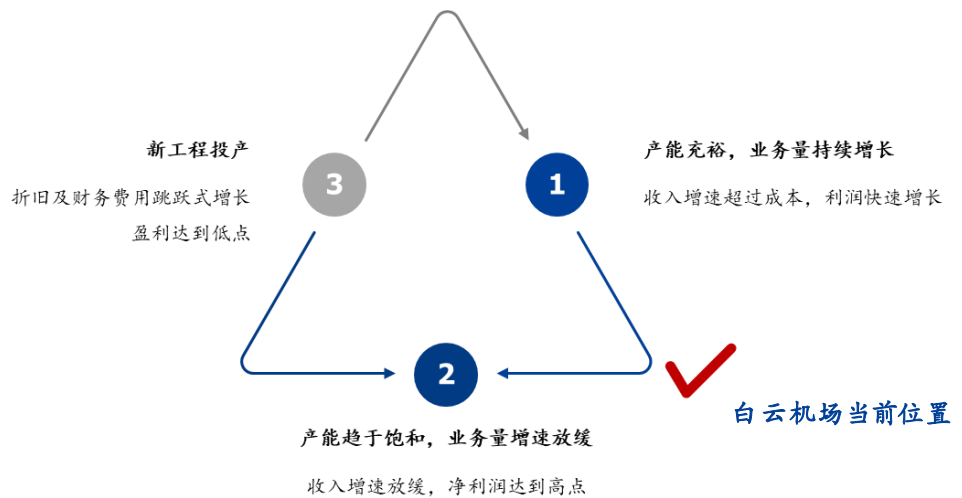 新工程投产
折旧及财务费用跳跃式增长
盈利达到低点
3
1
产能充裕，业务量持续增长
收入增速超过成本，利润快速增长
2
产能趋于饱和，业务量增速放缓
收入增速放缓，净利润达到高点
白云机场当前位置